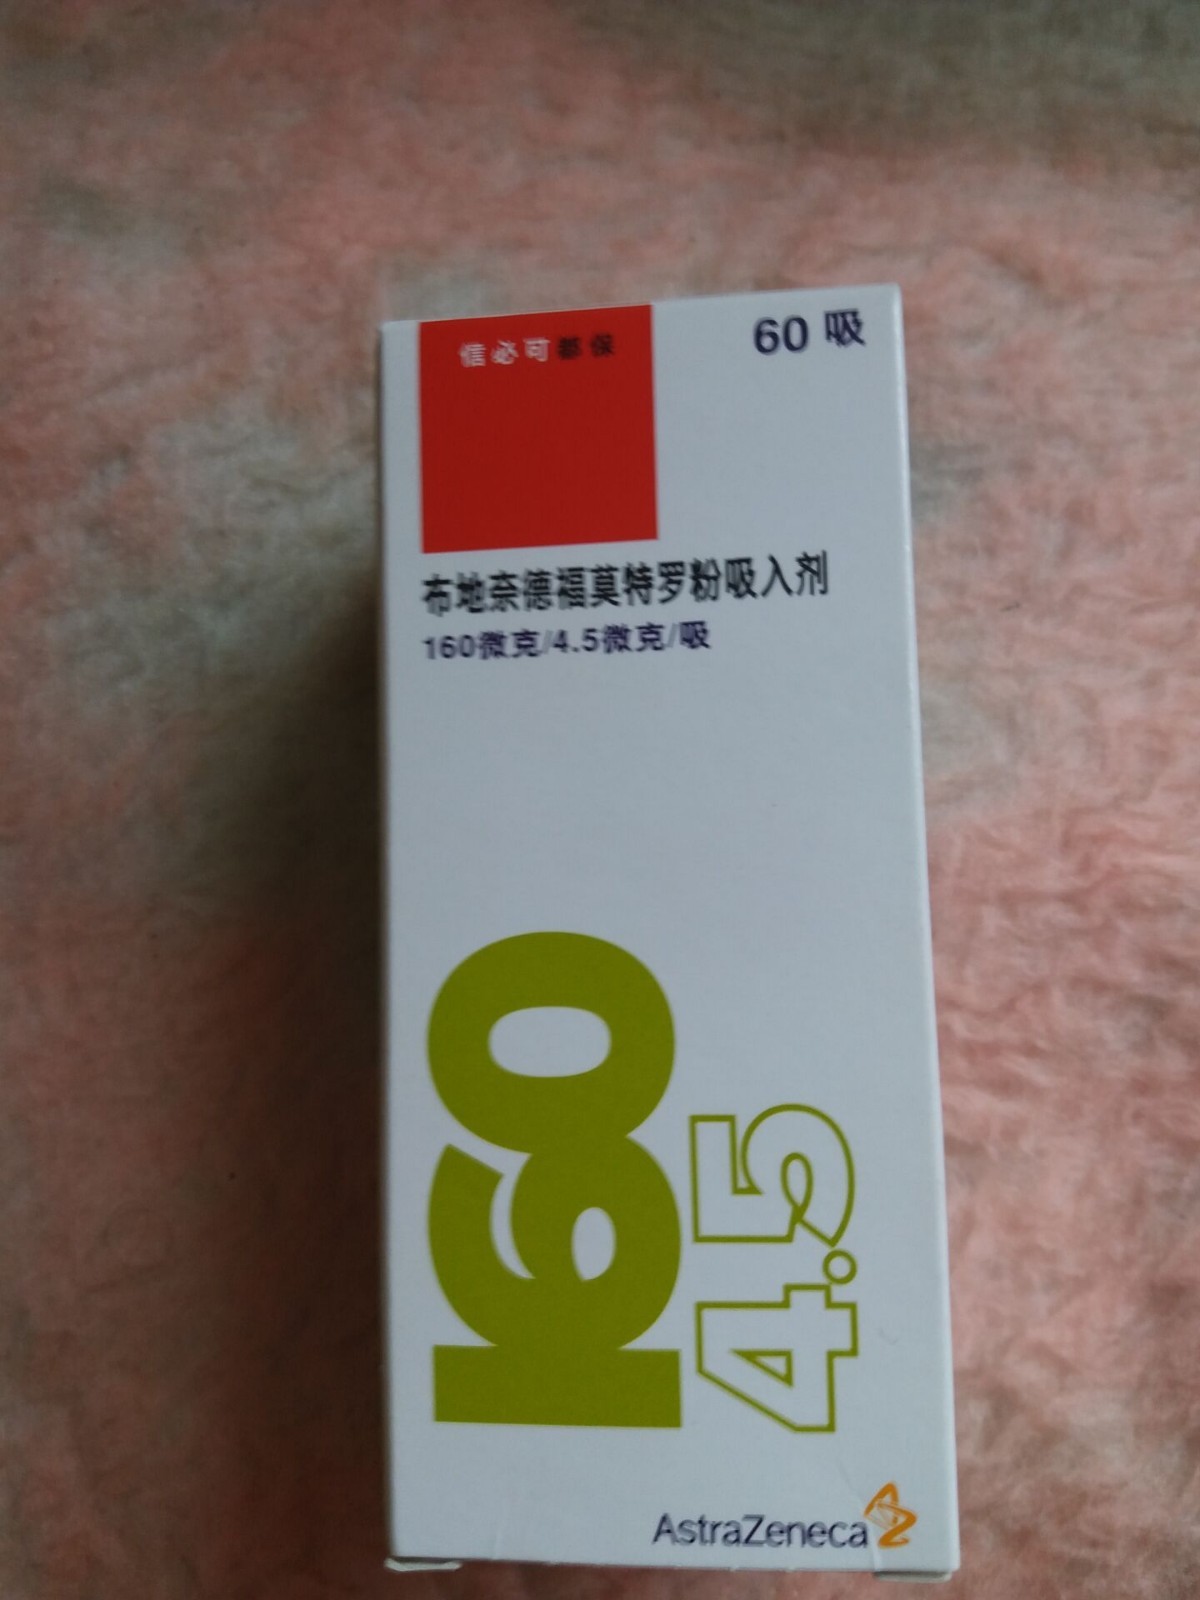 信必可都保
60 吸
布地奈德福莫特罗粉吸入剂
160微克/4.5微克/吸
160
4.5
AstraZeneca